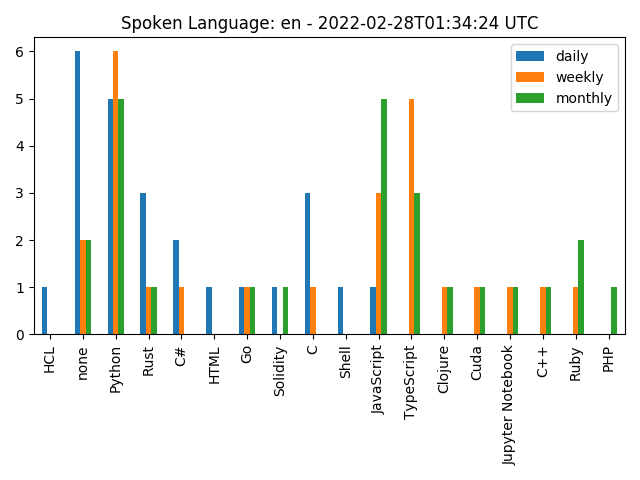 Spoken Language: en - 2022-02-28T01:34:24 UTC
daily
weekly
monthly
6
5
4
3
2
1
0
HCL
none
Python
Rust
C#
HTML
Go
Solidity
C
Shell
JavaScript
TypeScript
Clojure
Cuda
Jupyter Notebook
C++
Ruby
PHP